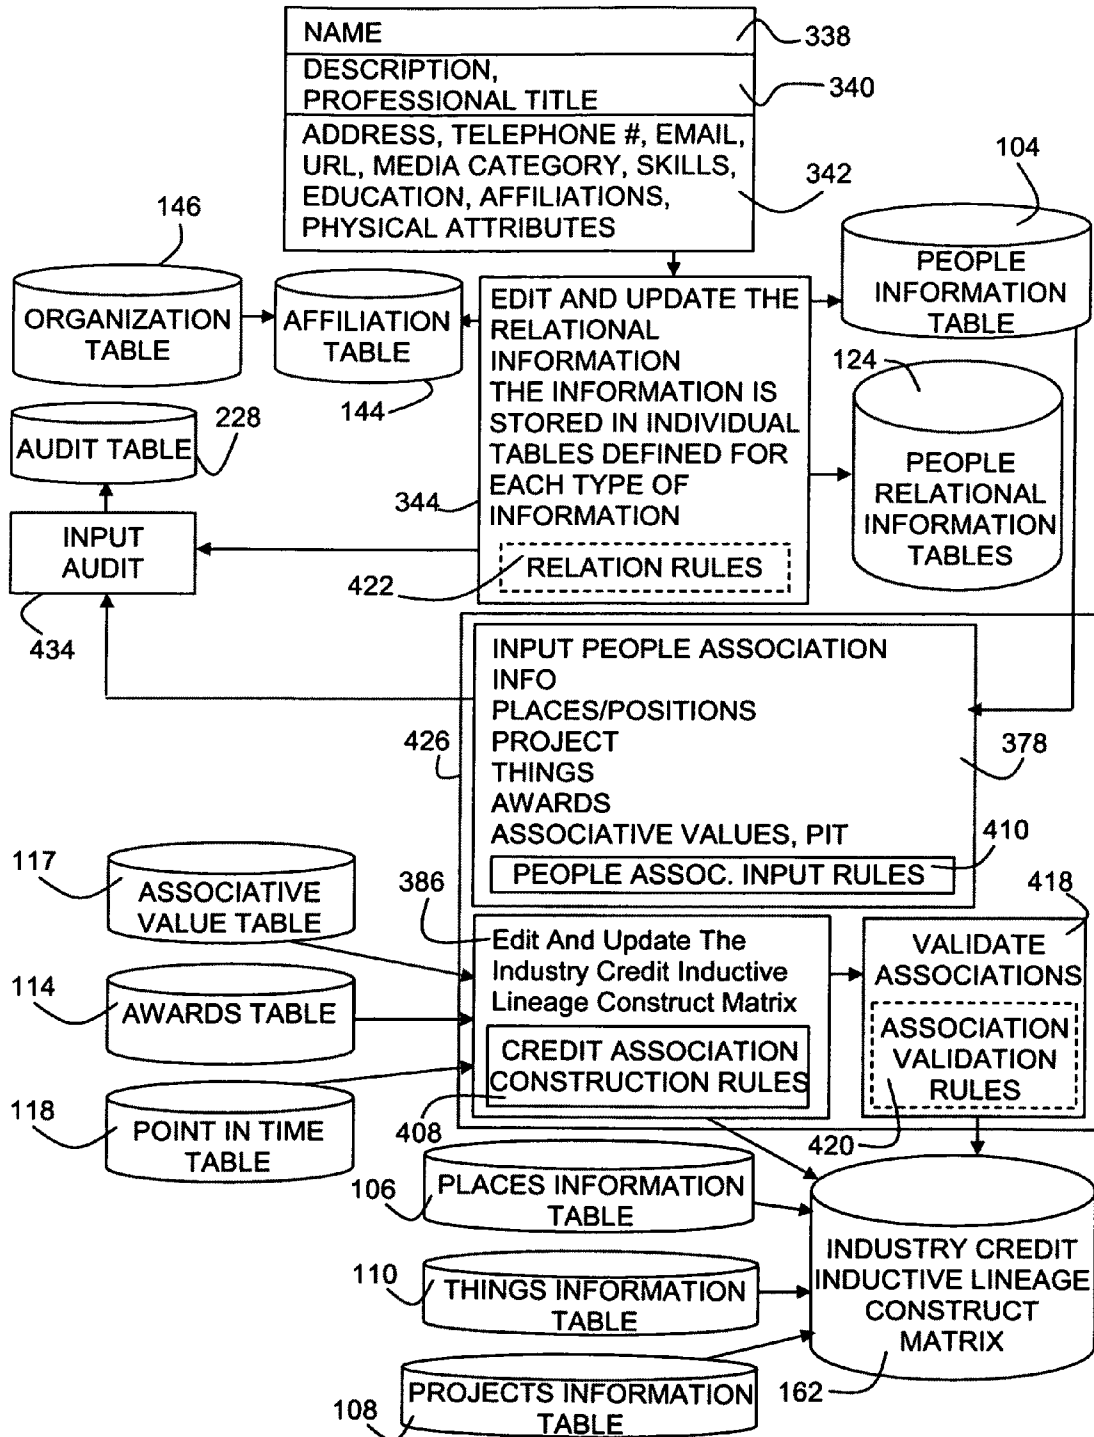 NAME
338
DESCRIPTION,
PROFESSIONAL TITLE
340
ADDRESS, TELEPHONE #, EMAIL,
URL, MEDIA CATEGORY, SKILLS,
EDUCATION, AFFILIATIONS,
PHYSICAL ATTRIBUTES
342
104
146
PEOPLE
INFORMATION
TABLE
ORGANIZATION
TABLE
AFFILIATION
TABLE
144
EDIT AND UPDATE THE
RELATIONAL
INFORMATION
THE INFORMATION IS
STORED IN INDIVIDUAL
TABLES DEFINED FOR
EACH TYPE OF
INFORMATION
344
RELATION RULES
422
124
PEOPLE
RELATIONAL
INFORMATION
TABLES
228
AUDIT TABLE
INPUT
AUDIT
434
INPUT PEOPLE ASSOCIATION
INFO
PLACES/POSITIONS
PROJECT
THINGS
AWARDS
ASSOCIATIVE VALUES, PIT
426
378
410
PEOPLE ASSOC. INPUT RULES
117
ASSOCIATIVE
VALUE TABLE
386
Edit And Update The
Industry Credit Inductive
Lineage Construct Matrix
CREDIT ASSOCIATION
CONSTRUCTION RULES
408
418
VALIDATE
ASSOCIATIONS
ASSOCIATION
VALIDATION
RULES
420
114
AWARDS TABLE
118
POINT IN TIME
TABLE
106
PLACES INFORMATION
TABLE
110
THINGS INFORMATION
TABLE
108
PROJECTS INFORMATION
TABLE
INDUSTRY CREDIT
INDUCTIVE LINEAGE
CONSTRUCT
MATRIX
162